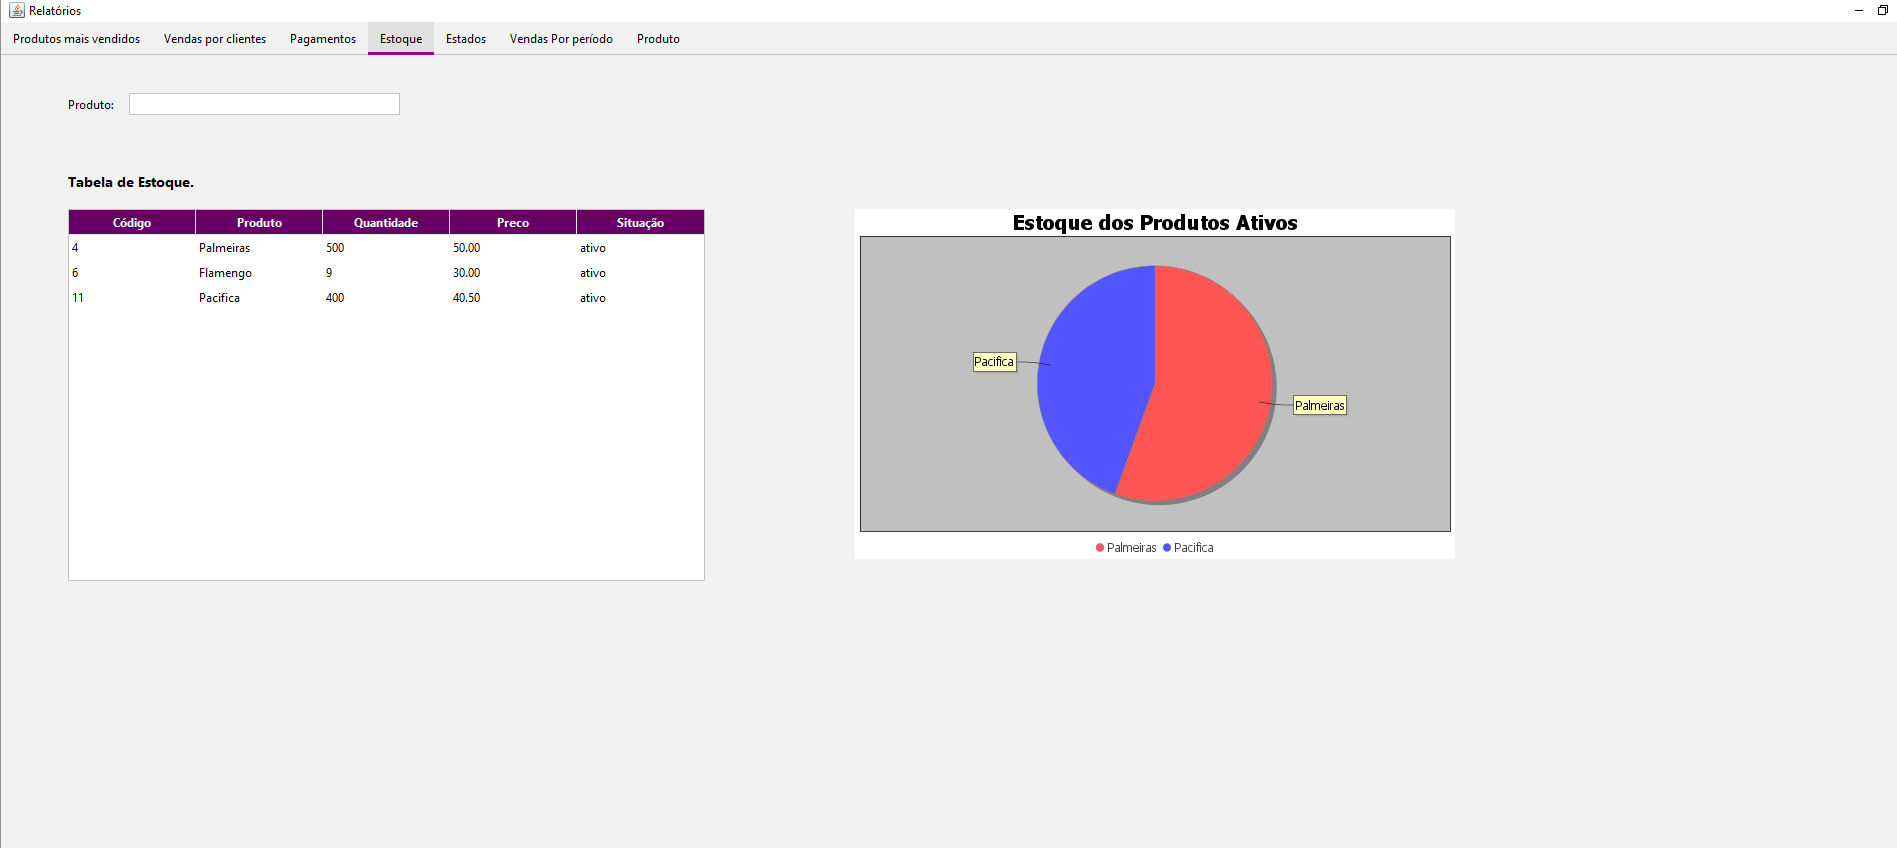 Relatórios
Produtos mais vendidos Vendas por clientes Pagamentos Estoque Estados Vendas Por período Produto
Produto:
Tabela de Estoque.
Código Produto Quantidade Preco Situação
4 Palmeiras 500 50.00 ativo
6 Flamengo 9 30.00 ativo
11 Pacifica 400 40.50 ativo
Estoque dos Produtos Ativos
Pacifica
Palmeiras
Palmeiras Pacifica